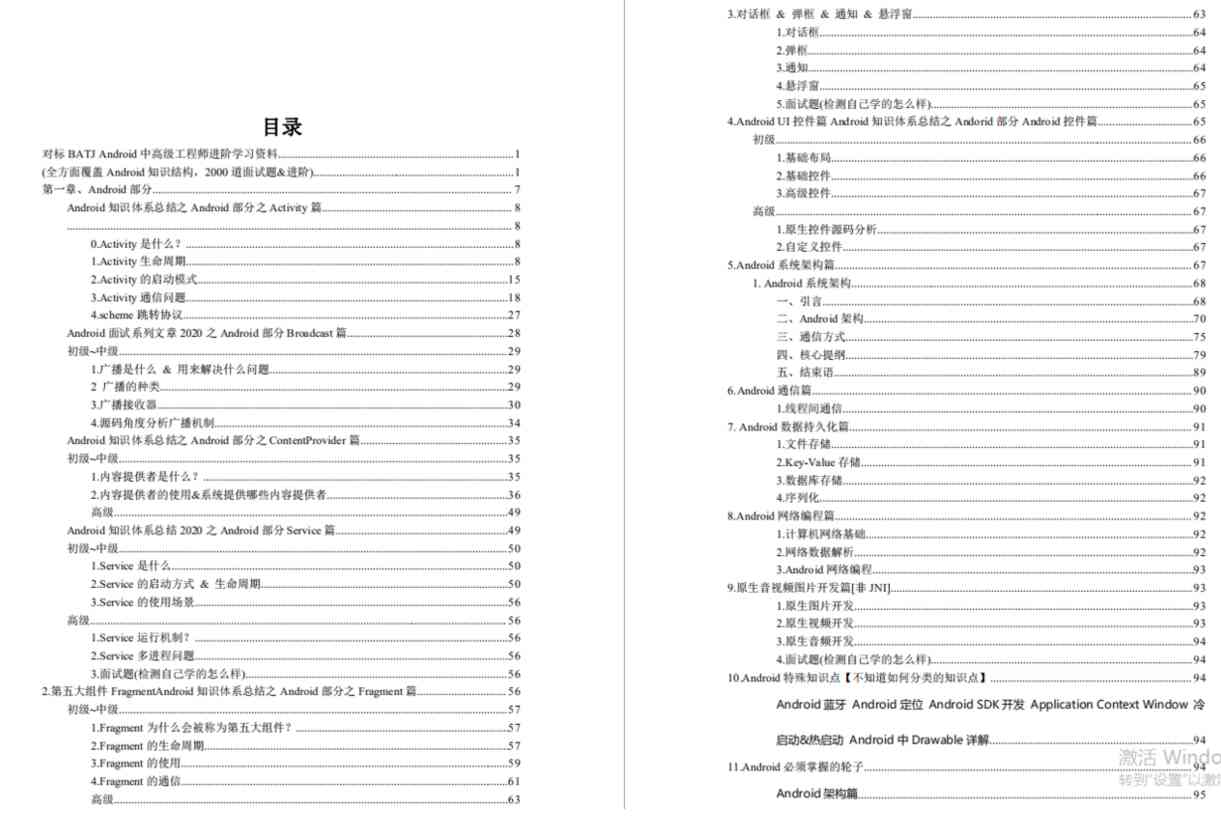 目录
对标 BATJ Android 中高级工程师进阶学习资料 1
(全方面覆盖 Android 知识结构，2000 道面试题&进阶) 1
第一章、Android 部分 7
Android 知识体系总结之 Android 部分之 Activity 篇 8
8
0.Activity 是什么？ 8
1.Activity 生命周期 8
2.Activity 的启动模式 15
3.Activity 通信问题 18
4.scheme 跳转协议 27
Android 面试系列文章 2020 之 Android 部分 Broadcast 篇 28
初级~中级 29
1.广播是什么 & 用来解决什么问题 29
2 广播的种类 29
3.广播接收器 30
4.源码角度分析广播机制 34
Android 知识体系总结之 Android 部分之 ContentProvider 篇 35
初级~中级 35
1.内容提供者是什么？ 35
2.内容提供者的使用&系统提供哪些内容提供者 36
高级 49
Android 知识体系总结 2020 之 Android 部分 Service 篇 49
初级~中级 50
1.Service 是什么 50
2.Service 的启动方式 & 生命周期 50
3.Service 的使用场景 56
高级 56
1.Service 运行机制？ 56
2.Service 多进程问题 56
3.面试题(检测自己学的怎么样) 56
2.第五大组件 FragmentAndroid 知识体系总结之 Android 部分之 Fragment 篇 56
初级~中级 57
1.Fragment 为什么会被称为第五大组件？ 57
2.Fragment 的生命周期 57
3.Fragment 的使用 59
4.Fragment 的通信 61
高级 63
3.对话框 & 弹框 & 通知 & 悬浮窗 63
1.对话框 64
2.弹框 64
3.通知 64
4.悬浮窗 65
5.面试题(检测自己学的怎么样) 65
4.Android UI 控件篇 Android 知识体系总结之 Andorid 部分 Android 控件篇 65
初级 66
1.基础布局 66
2.基础控件 66
3.高级控件 67
高级 67
1.原生控件源码分析 67
2.自定义控件 67
5.Android 系统架构篇 67
1. Android 系统架构 68
一、引言 68
二、Android 架构 70
三、通信方式 75
四、核心提纲 79
五、结束语 89
6.Android 通信篇 90
1.线程间通信 90
7. Android 数据持久化篇 91
1.文件存储 91
2.Key-Value 存储 91
3.数据库存储 92
4.序列化 92
8.Android 网络编程篇 92
1.计算机网络基础 92
2.网络数据解析 92
3.Android 网络编程 93
9.原生音视频图片开发篇[非 JNI] 93
1.原生图片开发 93
2.原生视频开发 93
3.原生音频开发 94
4.面试题(检测自己学的怎么样) 94
10.Android 特殊知识点【不知道如何分类的知识点】 94
Android 蓝牙 Android 定位 Android SDK 开发 Application Context Window 冷
启动&热启动 Android 中 Drawable 详解 94
11.Android 必须掌握的轮子 94
Android 架构篇 95
激活 Windo
转到"设置"以激